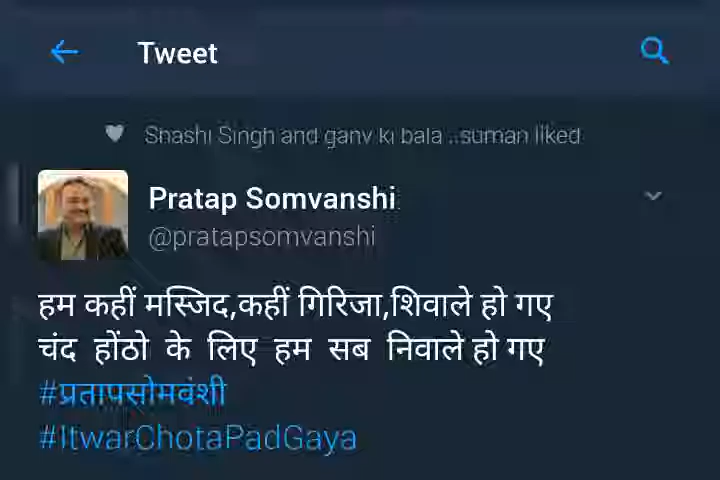 Tweet
Shashi Singh and ganv ki bala ..suman liked
Pratap Somvanshi
@pratapsomvanshi
हम कहीं मस्जिद,कहीं गिरिजा,शिवाले हो गए
चंद होंठो के लिए हम सब निवाले हो गए
#प्रतापसोमवंशी
#ItwarChotaPadGaya